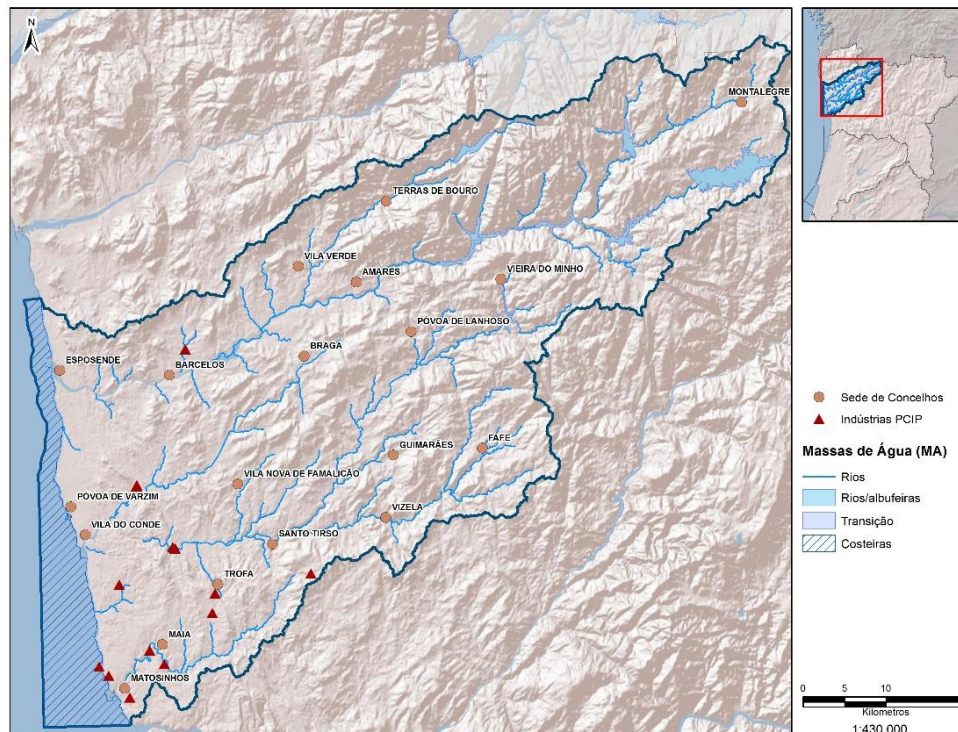 N
MONTALEGRE
TERRAS DE BOURO
VILA VERDE
AMARES
VIEIRA DO MINHO
PÓVOA DE LANHOSO
BRAGA
ESPOSENDE
BARCELOS
GUIMARÃES
FAFE
VILA NOVA DE FAMALICÃO
PÓVOA DE VARZIM
VILA DO CONDE
VIZELA
SANTO TIRSO
TROFA
MAIA
MATOSINHOS
Sede de Concelhos
Indústrias PCIP
Massas de Água (MA)
Rios
Rios/albufeiras
Transição
Costeiras
0 5 10
Kilometros
1:430 000